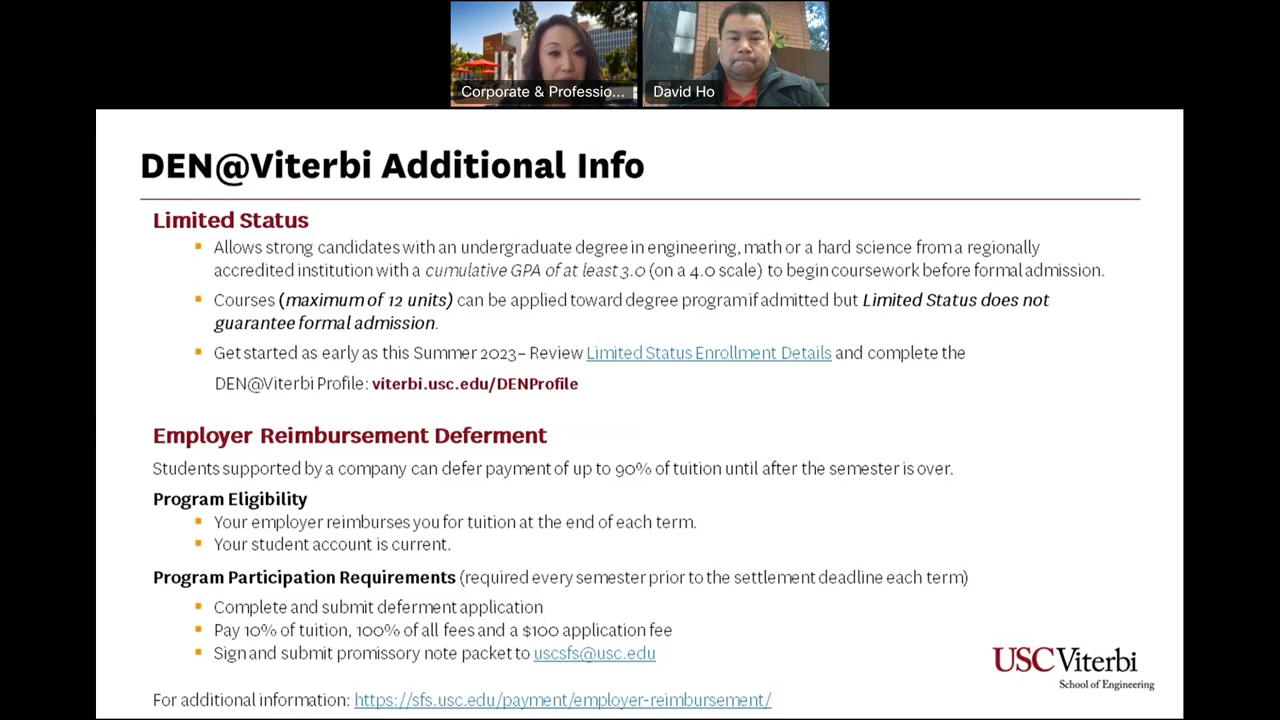 Corporate & Professio...
David Ho
DEN@Viterbi Additional Info
Limited Status
Allows strong candidates with an undergraduate degree in engineering, math or a hard science from a regionally
accredited institution with a cumulative GPA of at least 3.0 (on a 4.0 scale) to begin coursework before formal admission.
Courses (maximum of 12 units) can be applied toward degree program if admitted but Limited Status does not
guarantee formal admission.
Get started as early as this Summer 2023– Review Limited Status Enrollment Details and complete the
DEN@Viterbi Profile: viterbi.usc.edu/DENProfile
Employer Reimbursement Deferment
Students supported by a company can defer payment of up to 90% of tuition until after the semester is over.
Program Eligibility
Your employer reimburses you for tuition at the end of each term.
Your student account is current.
Program Participation Requirements (required every semester prior to the settlement deadline each term)
Complete and submit deferment application
Pay 10% of tuition, 100% of all fees and a $100 application fee
Sign and submit promissory note packet to uscsfs@usc.edu
USC Viterbi
School of Engineering
For additional information: https://sfs.usc.edu/payment/employer-reimbursement/